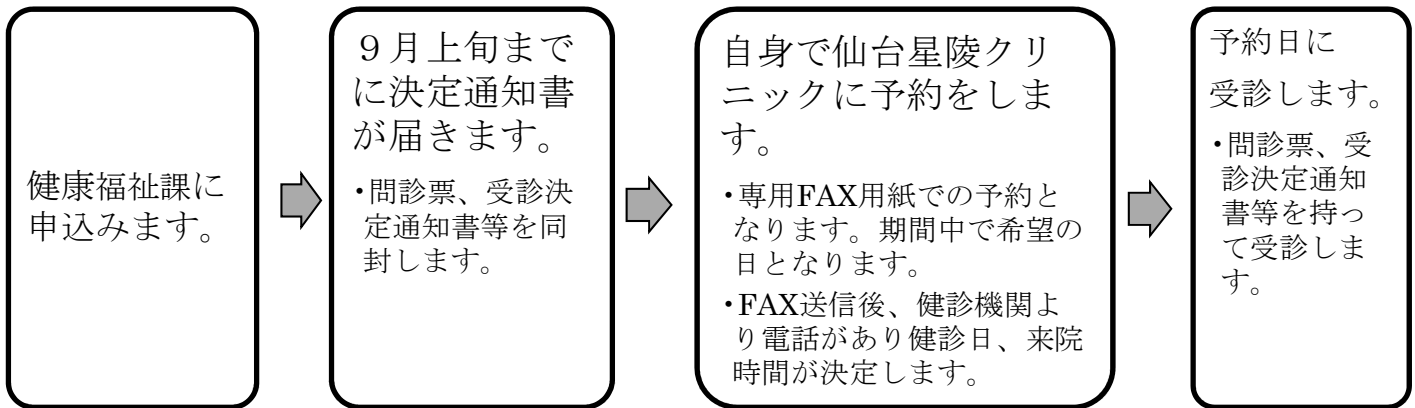 健康福祉課に
申込みます。
９月上旬まで
に決定通知書
が届きます。
・問診票、受診決
定通知書等を同
封します。
自身で仙台星陵クリ
ニックに予約をしま
す。
・専用FAX用紙での予約と
なります。期間中で希望の
日となります。
・FAX送信後、健診機関よ
り電話があり健診日、来院
時間が決定します。
予約日に
受診します。
・問診票、受
診決定通知
書等を持っ
て受診しま
す。